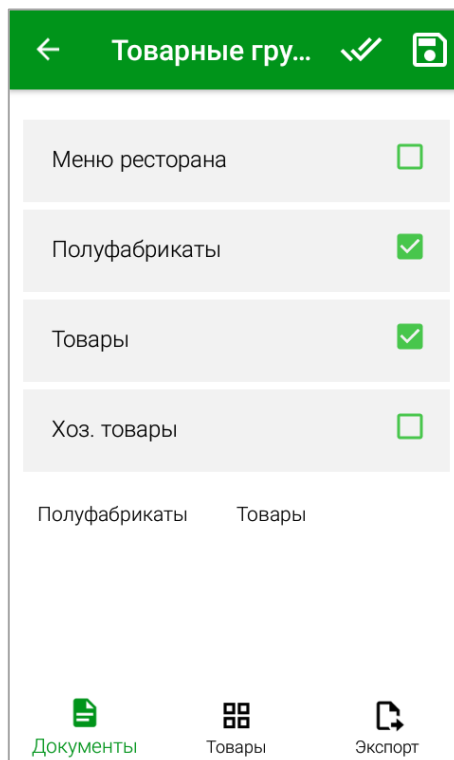 Товарные гру...
Меню ресторана
Полуфабрикаты
Товары
Хоз. товары
Полуфабрикаты Товары
Документы Товары Экспорт